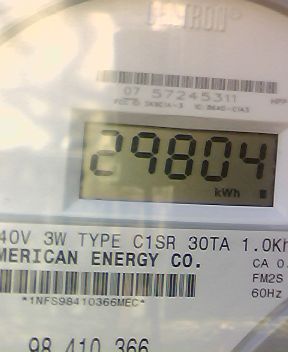 CENTRON®
07 57245311
29804
kWh
40V 3W TYPE C1SR 30TA 1.0Kh
MERICAN ENERGY CO.
CA 0.
FM2S
*1NFS98410366MEC*
60Hz
98 410 366